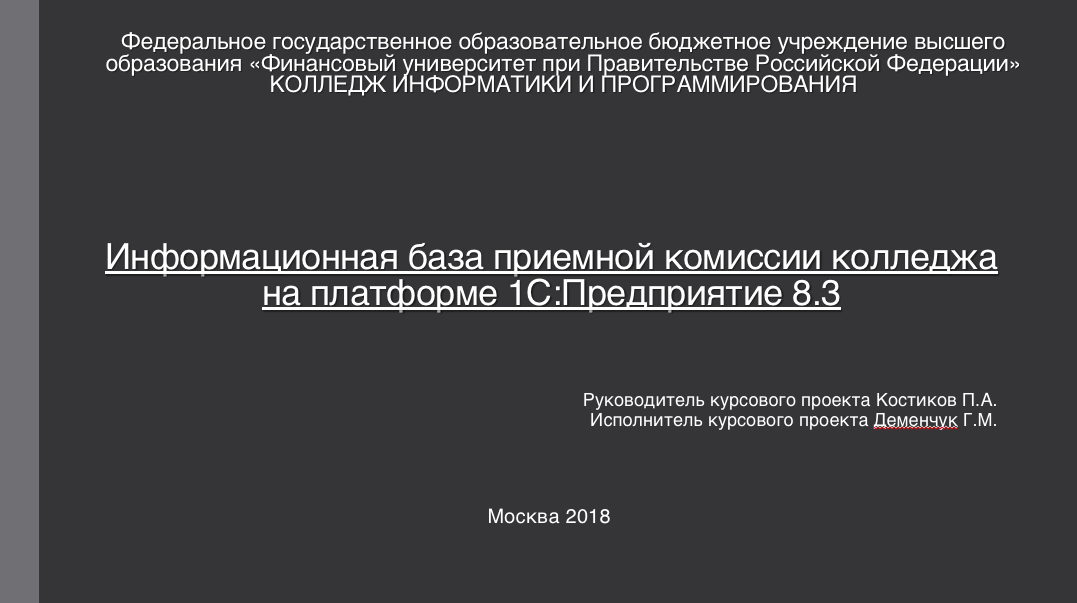 Федеральное государственное образовательное бюджетное учреждение высшего
образования «Финансовый университет при Правительстве Российской Федерации»
КОЛЛЕДЖ ИНФОРМАТИКИ И ПРОГРАММИРОВАНИЯ
Информационная база приемной комиссии колледжа
на платформе 1С:Предприятие 8.3
Руководитель курсового проекта Костиков П.А.
Исполнитель курсового проекта Деменчук Г.М.
Москва 2018